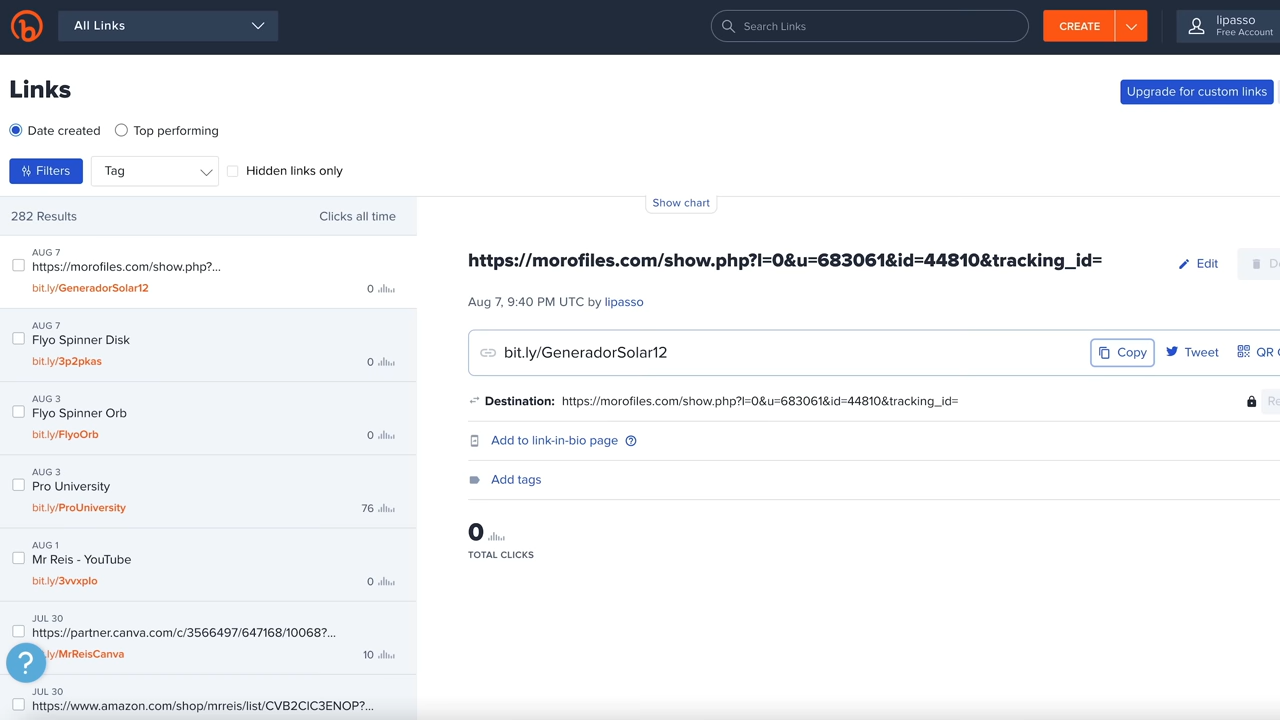 All Links
Search Links
CREATE
lipasso
Free Account
Links
Upgrade for custom links
Date created
Top performing
Filters
Tag
Hidden links only
282 Results
Clicks all time
Show chart
AUG 7
https://morofiles.com/show.php?...
bit.ly/GeneradorSolar12
0
AUG 7
Flyo Spinner Disk
bit.ly/3p2pkas
0
AUG 3
Flyo Spinner Orb
bit.ly/FlyoOrb
0
AUG 3
Pro University
bit.ly/ProUniversity
76
AUG 1
Mr Reis - YouTube
bit.ly/3vvxplo
0
JUL 30
https://partner.canva.com/c/3566497/647168/10068?...
.ly/MrReisCanva
10
JUL 30
https://www.amazon.com/shop/mrreis/list/CVB2CIC3ENOP?...
?
https://morofiles.com/show.php?l=0&u=683061&id=44810&tracking_id=
Edit
Aug 7, 9:40 PM UTC by lipasso
bit.ly/GeneradorSolar12
Copy
Tweet
QR
Destination: https://morofiles.com/show.php?l=0&u=683061&id=44810&tracking_id=
Add to link-in-bio page ?
Add tags
0
TOTAL CLICKS